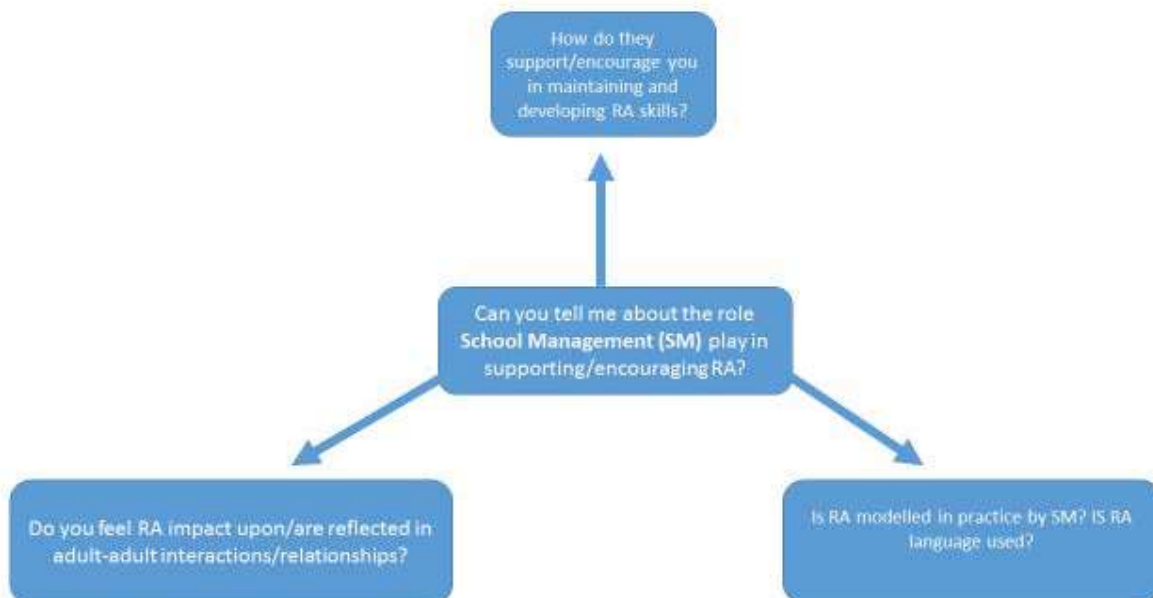 How do they
support/encourage you
in maintaining and
developing RA skills?
Can you tell me about the role
School Management (SM) play in
supporting/encouraging RA?
Do you feel RA impact upon/are reflected in
adult-adult interactions/relationships?
Is RA modelled in practice by SM? IS RA
language used?